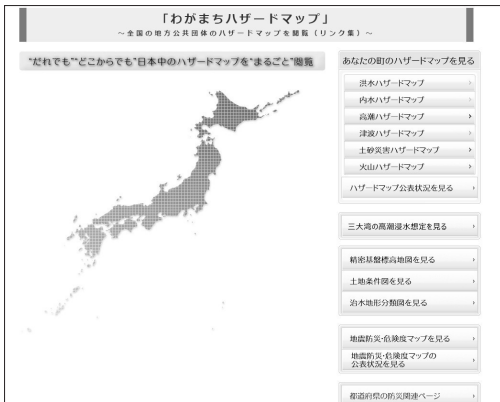 「わがまちハザードマップ」
～全国の地方公共団体のハザードマップを閲覧（リンク集）～
“だれでも”“どこからでも”日本中のハザードマップを“まるごと”閲覧
あなたの町のハザードマップを見る
洪水ハザードマップ
内水ハザードマップ
高潮ハザードマップ
津波ハザードマップ
土砂災害ハザードマップ
火山ハザードマップ
ハザードマップ公表状況を見る
三大湾の高潮浸水想定を見る
精密基盤標高地図を見る
土地条件図を見る
治水地形分類図を見る
地震防災・危険度マップを見る
地震防災・危険度マップの
公表状況を見る
都道府県の防災関連ページ